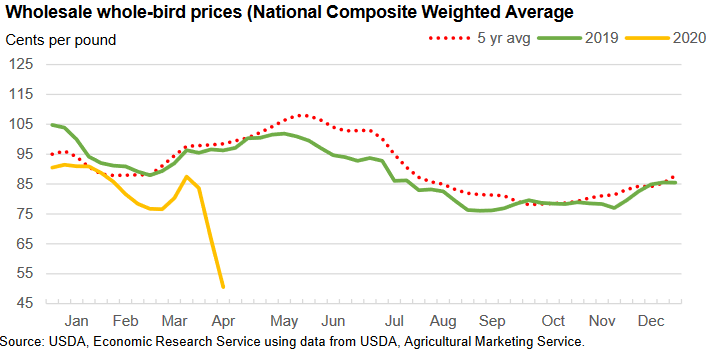 Wholesale whole-bird prices (National Composite Weighted Average
Cents per pound
5 yr avg 2019 2020
125
115
105
95
85
75
65
55
45
Jan Feb Mar Apr May Jun Jul Aug Sep Oct Nov Dec
Source: USDA, Economic Research Service using data from USDA, Agricultural Marketing Service.